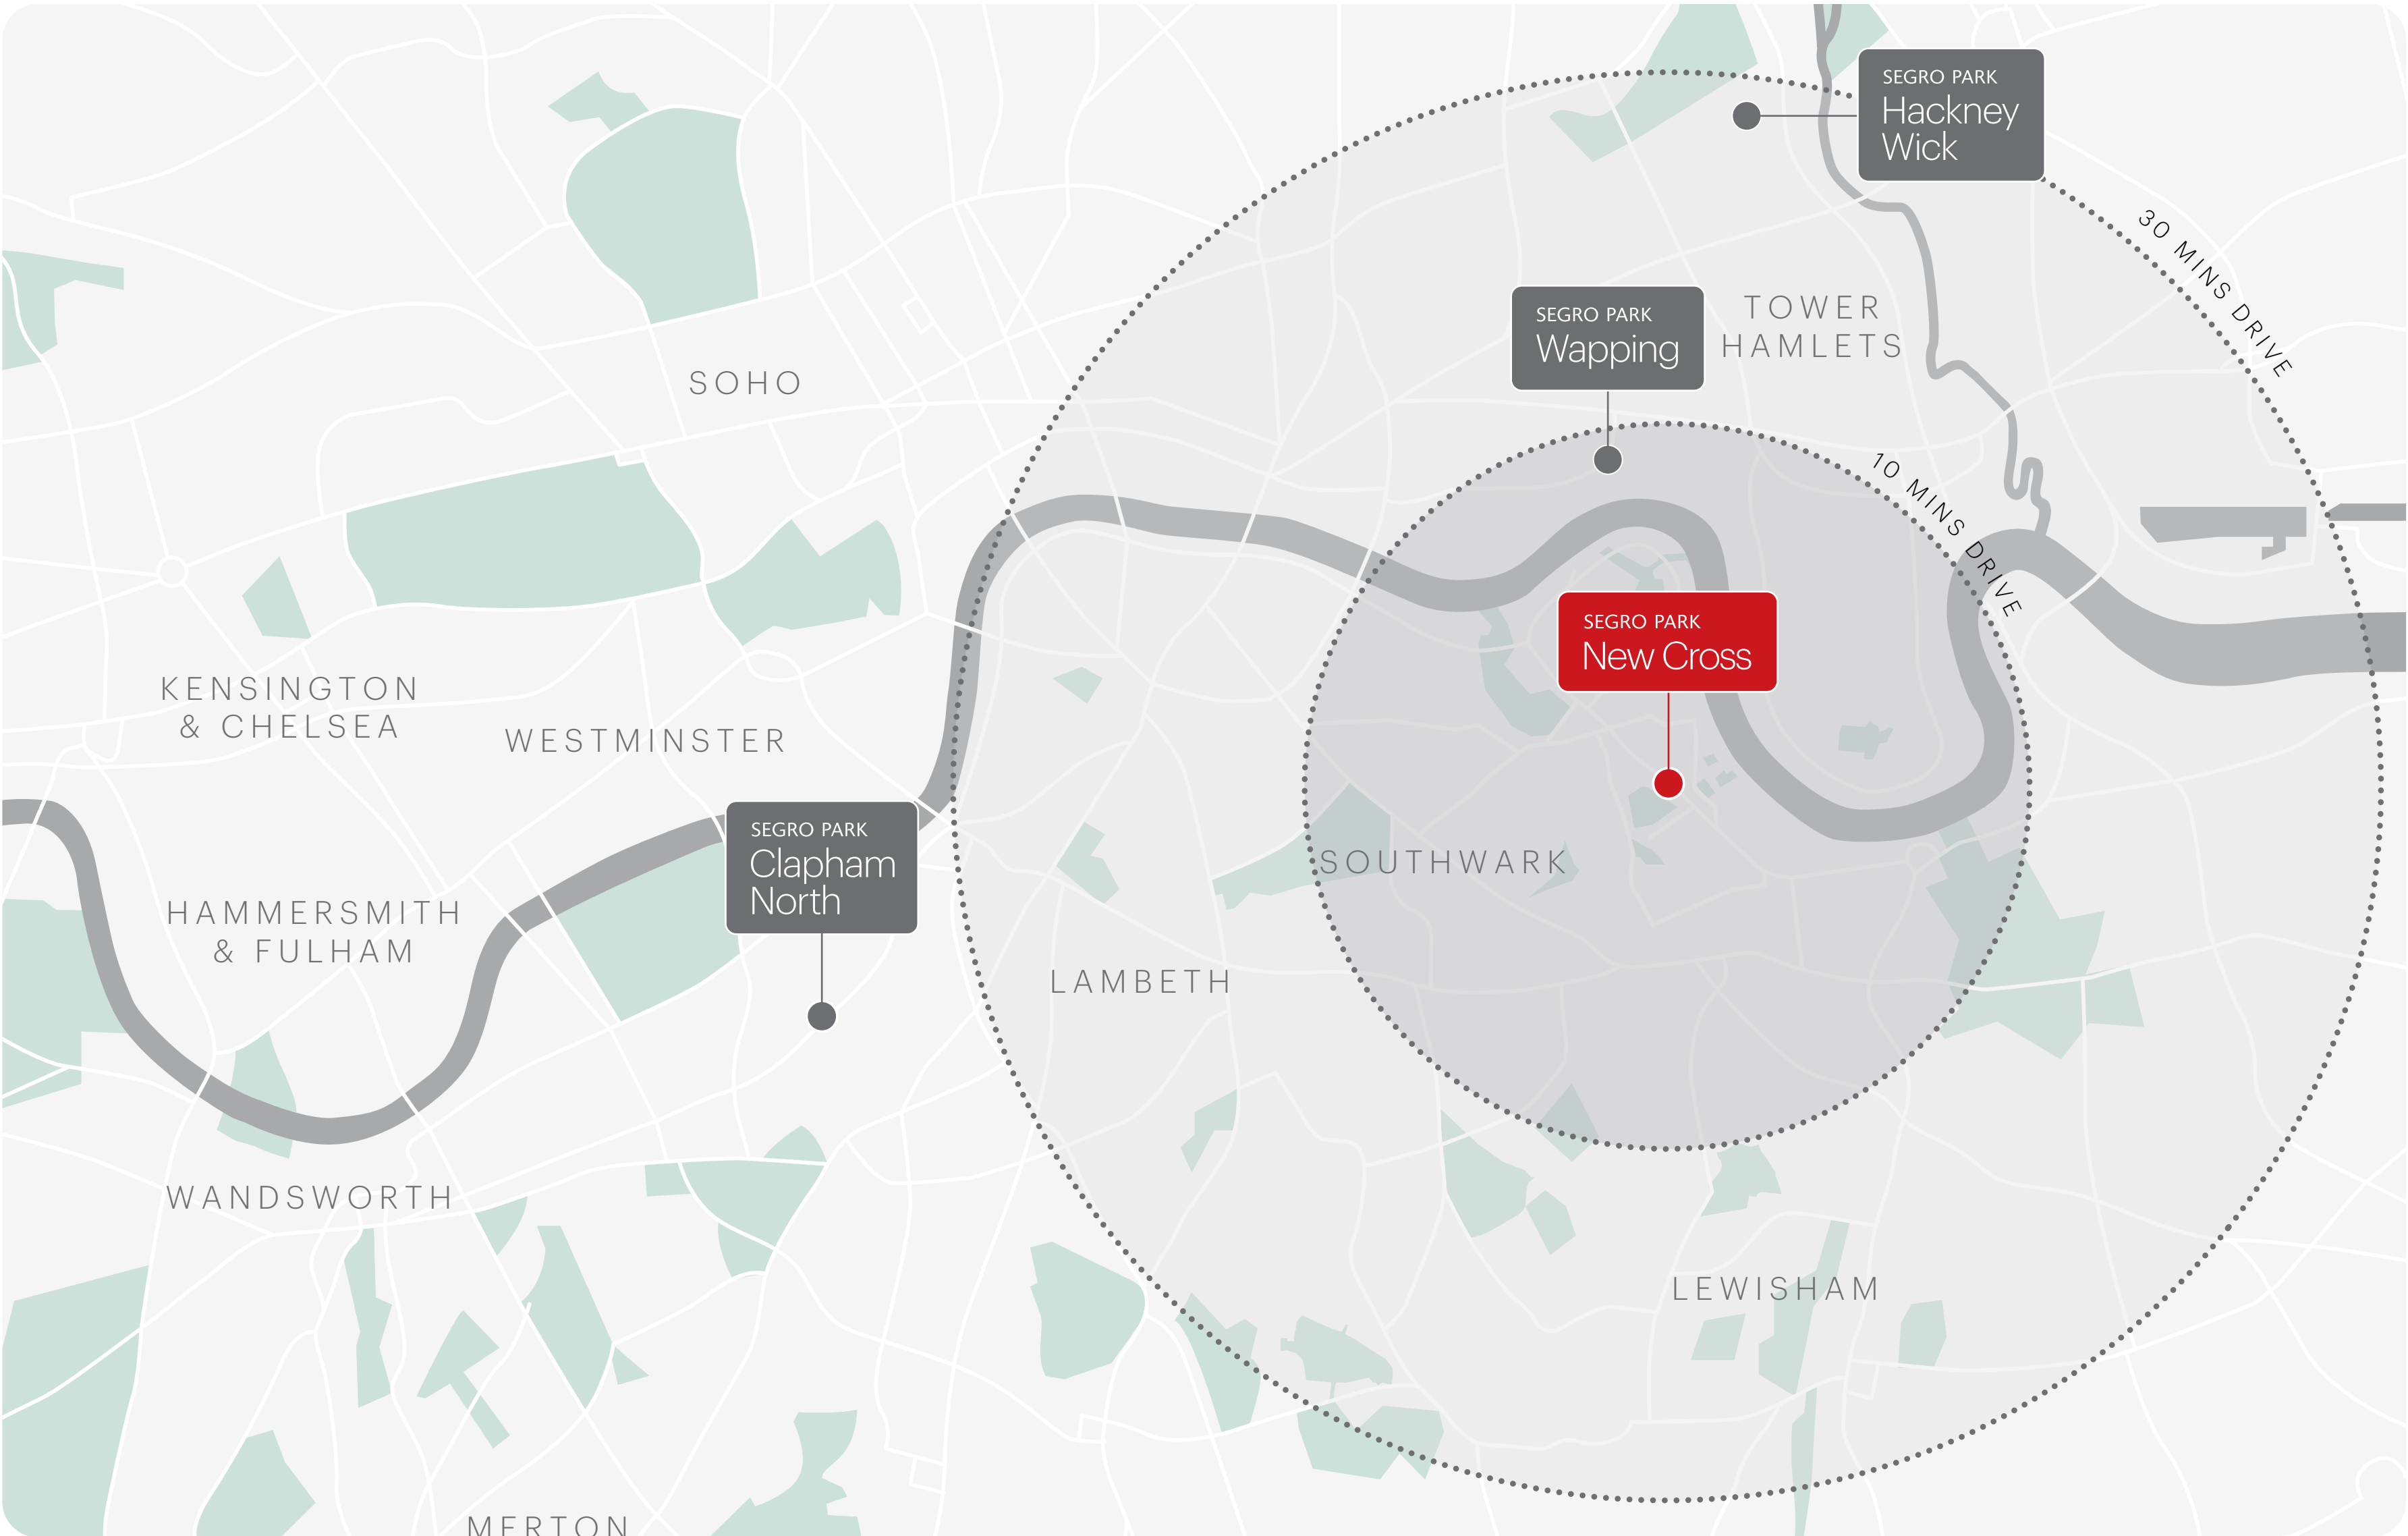 SEGRO PARK
Hackney
Wick
30 MINS DRIVE
SEGRO PARK
Wapping
TOWER
HAMLETS
SOHO
10 MINS DRIVE
SEGRO PARK
New Cross
KENSINGTON
& CHELSEA
WESTMINSTER
SEGRO PARK
Clapham
North
SOUTHWARK
HAMMERSMITH
& FULHAM
LAMBETH
WANDSWORTH
LEWISHAM
MERTON